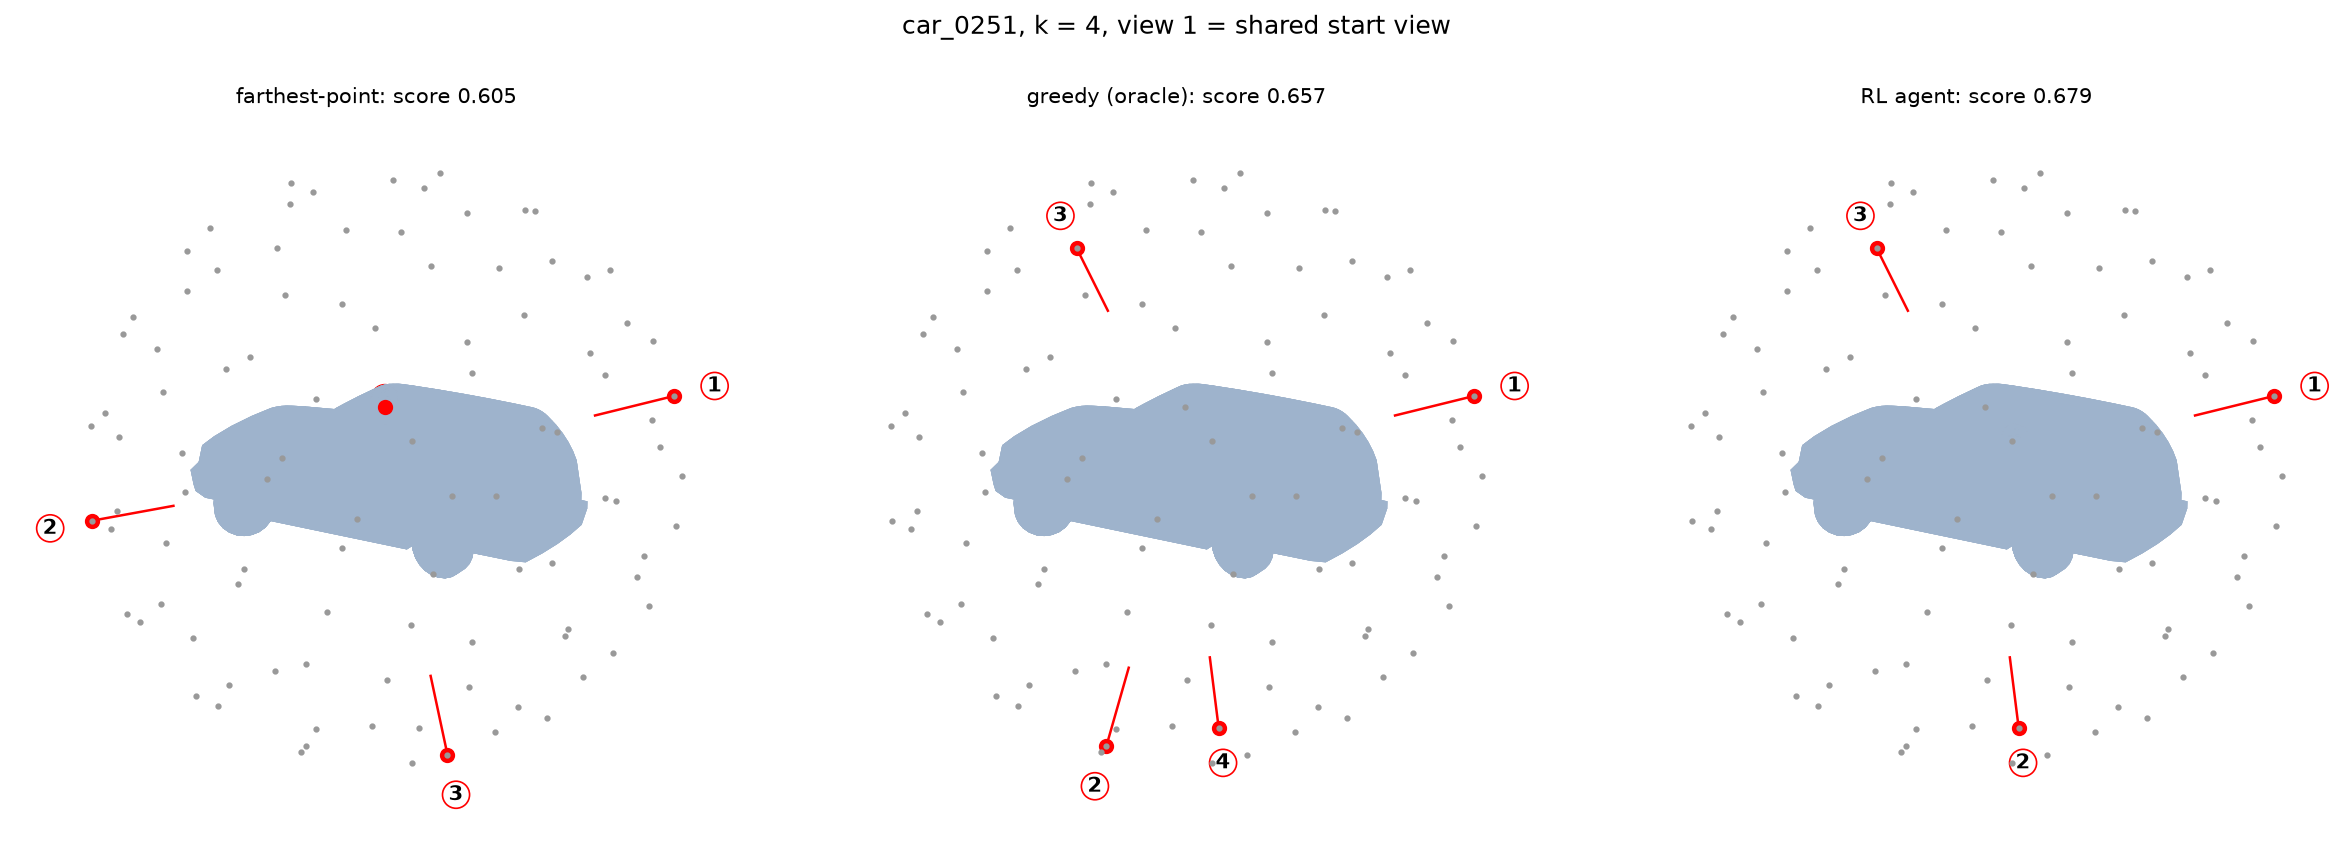 car_0251, k = 4, view 1 = shared start view
farthest-point: score 0.605
1
2
3
greedy (oracle): score 0.657
3
1
2
4
RL agent: score 0.679
3
1
2